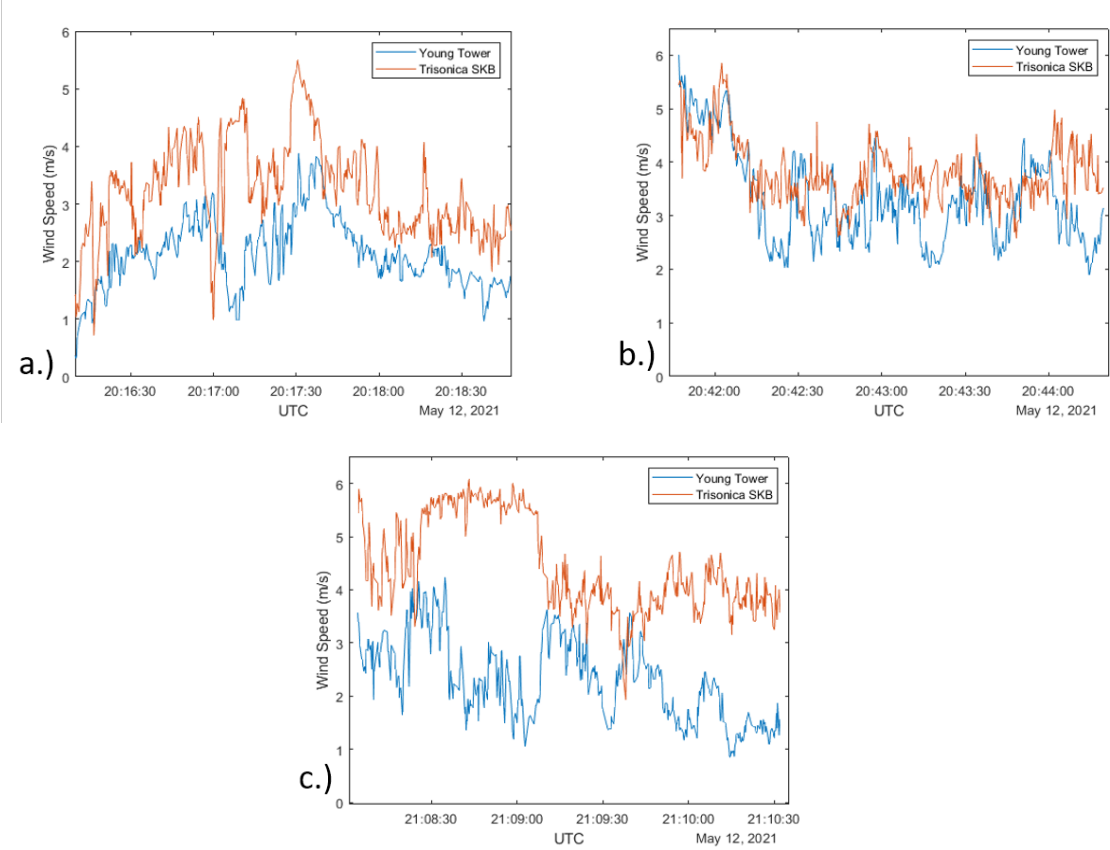 6
5
4
3
2
1
0
Wind Speed (m/s)
Young Tower
Trisonica SKB
20:16:30 20:17:00 20:17:30 20:18:00 20:18:30
UTC
May 12, 2021
a.)
6
5
4
3
2
1
0
Wind Speed (m/s)
Young Tower
Trisonica SKB
20:42:00 20:42:30 20:43:00 20:43:30 20:44:00
UTC
May 12, 2021
b.)
6
5
4
3
2
1
0
Wind Speed (m/s)
Young Tower
Trisonica SKB
21:08:30 21:09:00 21:09:30 21:10:00 21:10:30
UTC
May 12, 2021
c.)